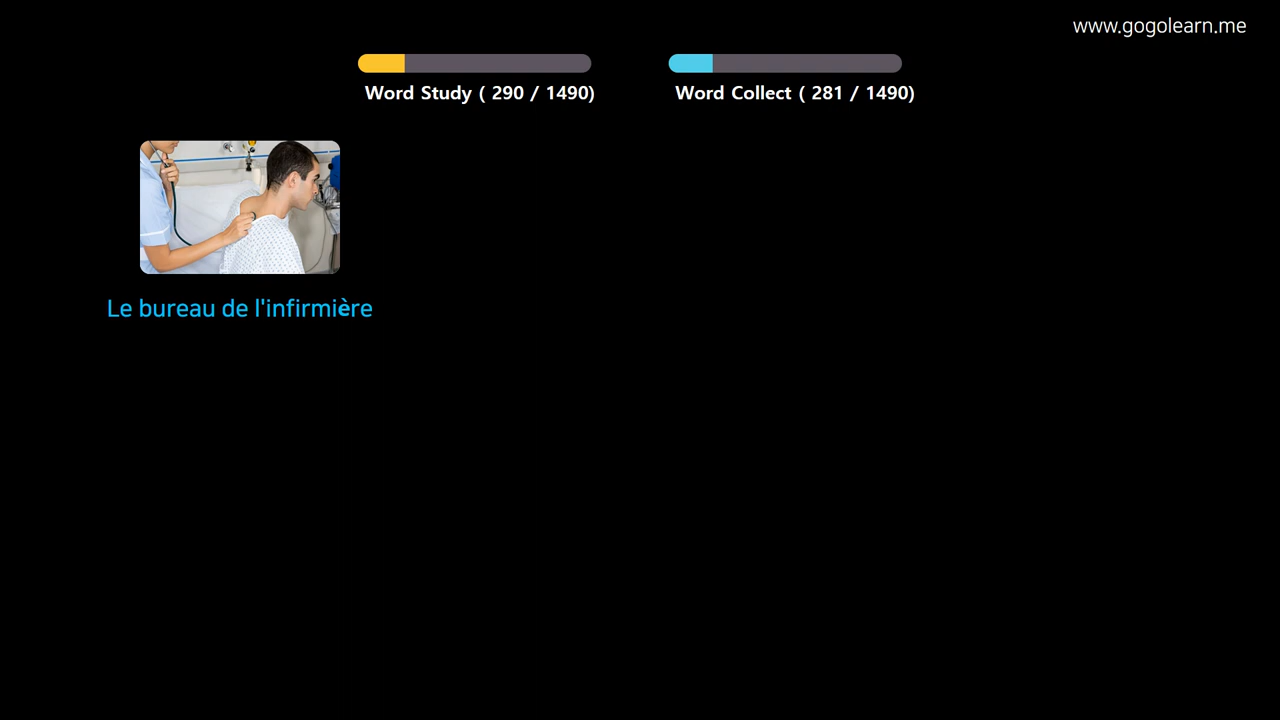 www.gogolearn.me
Word Study ( 290 / 1490)
Word Collect ( 281 / 1490)
Le bureau de l'infirmière